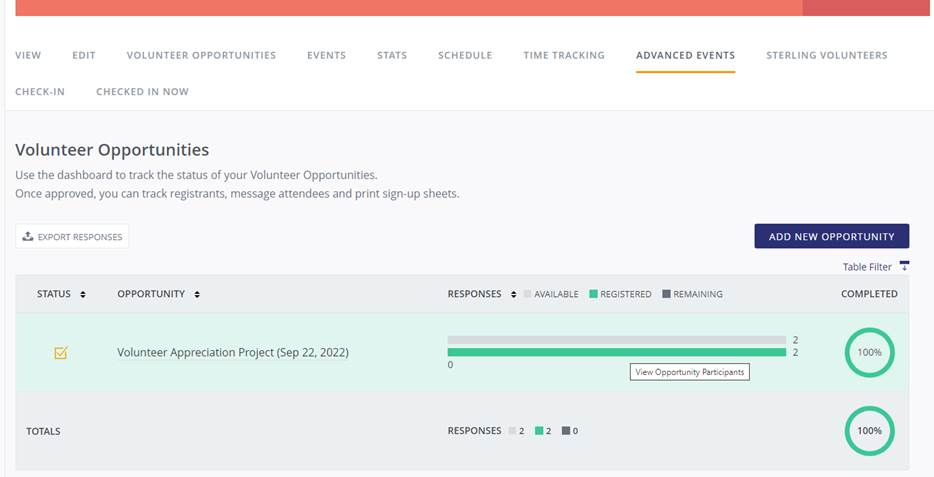 VIEW EDIT VOLUNTEER OPPORTUNITIES EVENTS STATS SCHEDULE TIME TRACKING ADVANCED EVENTS STERLING VOLUNTEERS
CHECK-IN CHECKED IN NOW
Volunteer Opportunities
Use the dashboard to track the status of your Volunteer Opportunities.
Once approved, you can track registrants, message attendees and print sign-up sheets.
EXPORT RESPONSES ADD NEW OPPORTUNITY
Table Filter
STATUS OPPORTUNITY RESPONSES AVAILABLE REGISTERED REMAINING COMPLETED
2
Volunteer Appreciation Project (Sep 22, 2022) 2 100%
0
View Opportunity Participants
TOTALS RESPONSES 2 2 0 100%